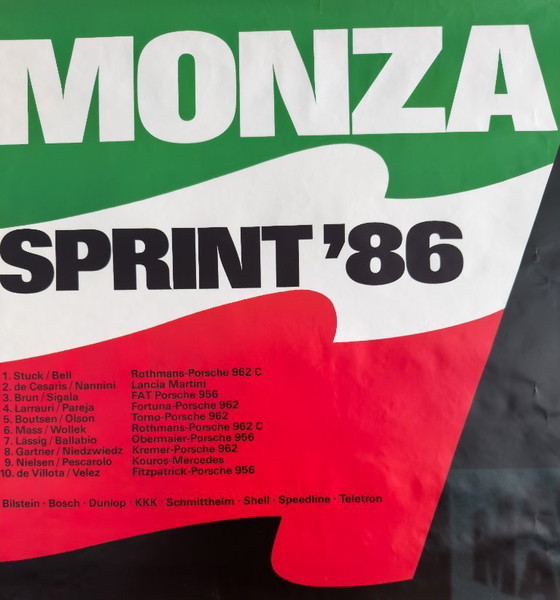 MONZA
SPRINT '86
1. Stuck / Bell Rothmans-Porsche 962 C
2. de Cesaris / Nannini Lancia Martini
3. Brun / Sigala FAT Porsche 956
4. Larrauri / Pareja Fortuna-Porsche 962
5. Boutsen / Olson Torno-Porsche 962
6. Mass / Wollek Rothmans-Porsche 962 C
7. Lässig / Ballabio Obermaier-Porsche 956
8. Gartner / Niedzwiedz Kremer-Porsche 962
9. Nielsen / Pescarolo Kouros-Mercedes
10. de Villota / Velez Fitzpatrick-Porsche 956
Bilstein · Bosch · Dunlop · KKK · Schmitthelm · Shell · Speedline · Teletron